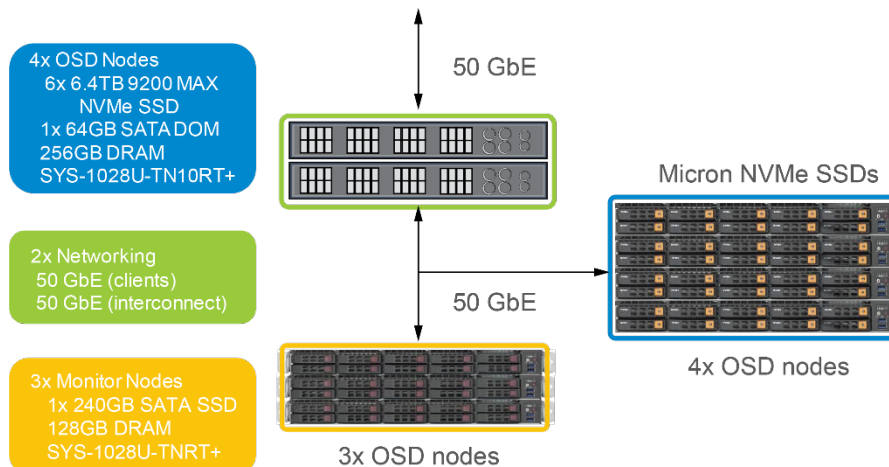 4x OSD Nodes
6x 6.4TB 9200 MAX
NVMe SSD
1x 64GB SATA DOM
256GB DRAM
SYS-1028U-TN10RT+
2x Networking
50 GbE (clients)
50 GbE (interconnect)
3x Monitor Nodes
1x 240GB SATA SSD
128GB DRAM
SYS-1028U-TNRT+
50 GbE
50 GbE
3x OSD nodes
Micron NVMe SSDs
4x OSD nodes